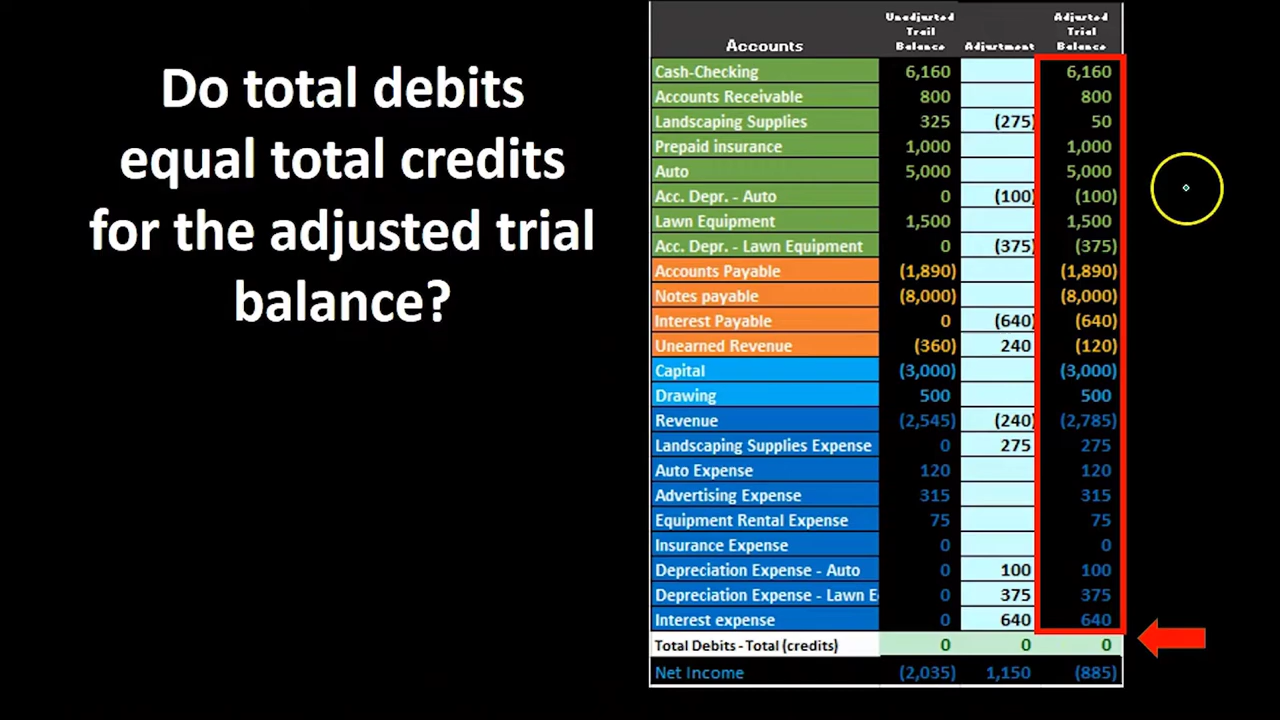 Do total debits
equal total credits
for the adjusted trial
balance?
Unadjusted Adjusted
Trail Trial
Accounts Balance Adjustment Balance
Cash-Checking 6,160 6,160
Accounts Receivable 800 800
Landscaping Supplies 325 (275) 50
Prepaid insurance 1,000 1,000
Auto 5,000 5,000
Acc. Depr. - Auto 0 (100) (100)
Lawn Equipment 1,500 1,500
Acc. Depr. - Lawn Equipment 0 (375) (375)
Accounts Payable (1,890) (1,890)
Notes payable (8,000) (8,000)
Interest Payable 0 (640) (640)
Unearned Revenue (360) 240 (120)
Capital (3,000) (3,000)
Drawing 500 500
Revenue (2,545) (240) (2,785)
Landscaping Supplies Expense 0 275 275
Auto Expense 120 120
Advertising Expense 315 315
Equipment Rental Expense 75 75
Insurance Expense 0 0
Depreciation Expense - Auto 0 100 100
Depreciation Expense - Lawn E 0 375 375
Interest expense 0 640 640
Total Debits - Total (credits) 0 0 0
Net Income (2,035) 1,150 (885)